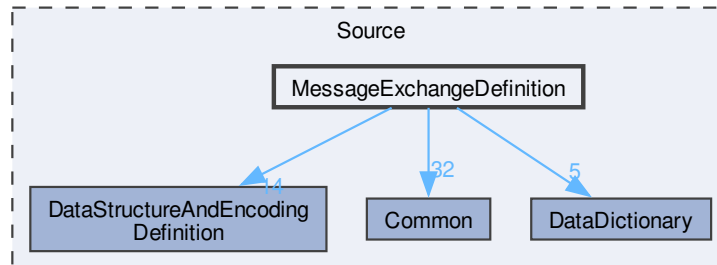 Source
MessageExchangeDefinition
14
32
5
DataStructureAndEncoding
Definition
Common
DataDictionary